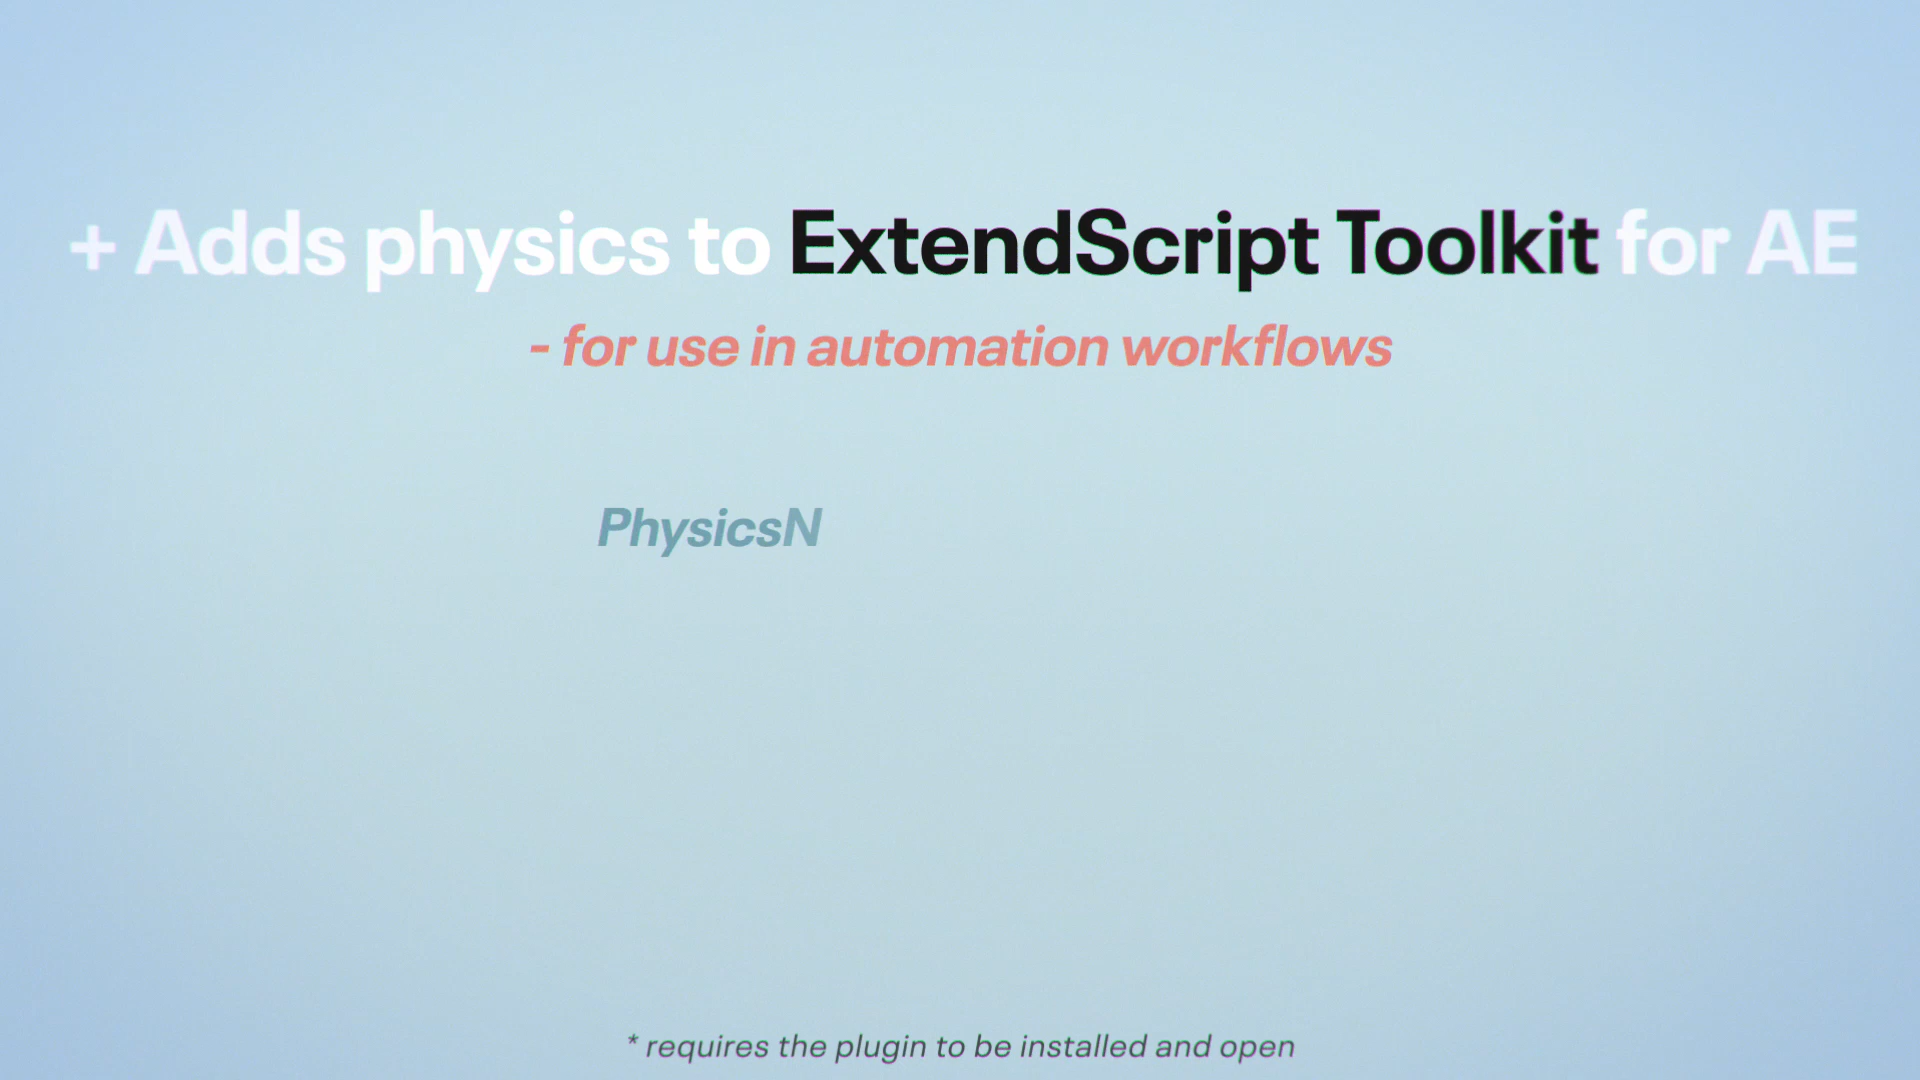 + Adds physics to ExtendScript Toolkit for AE
- for use in automation workflows
PhysicsN
* requires the plugin to be installed and open